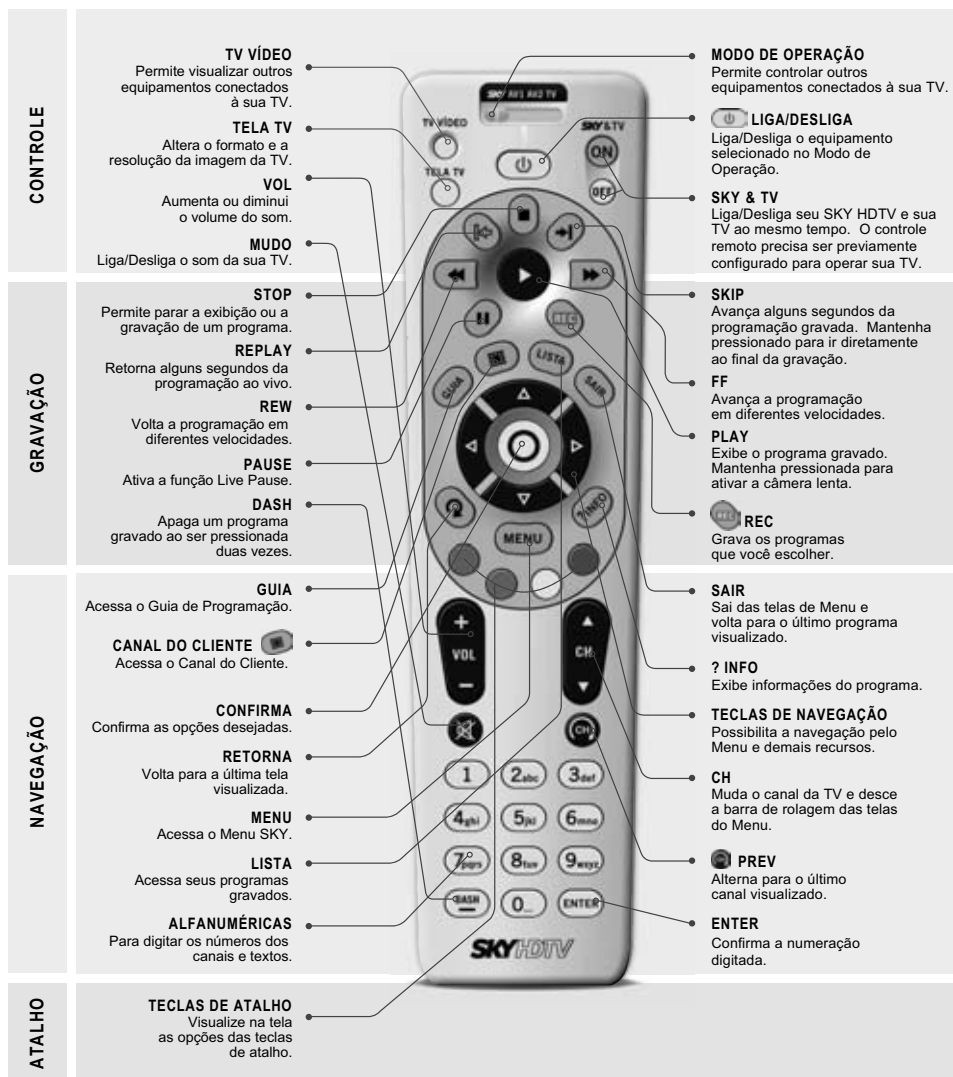 CONTROLE
TV VÍDEO
Permite visualizar outros
equipamentos conectados
à sua TV.
TELA TV
Altera o formato e a
resolução da imagem da TV.
VOL
Aumenta ou diminui
o volume do som.
MUDO
Liga/Desliga o som da sua TV.
GRAVAÇÃO
STOP
Permite parar a exibição ou a
gravação de um programa.
REPLAY
Retorna alguns segundos da
programação ao vivo.
REW
Volta a programação em
diferentes velocidades.
PAUSE
Ativa a função Live Pause.
DASH
Apaga um programa
gravado ao ser pressionada
duas vezes.
NAVEGAÇÃO
GUIA
Acessa o Guia de Programação.
CANAL DO CLIENTE
Acessa o Canal do Cliente.
CONFIRMA
Confirma as opções desejadas.
RETORNA
Volta para a última tela
visualizada.
MENU
Acessa o Menu SKY.
LISTA
Acessa seus programas
gravados.
ALFANUMÉRICAS
Para digitar os números dos
canais e textos.
ATALHO
TECLAS DE ATALHO
Visualize na tela
as opções das teclas
de atalho.
SKY AV1 AV2 TV
TV VÍDEO
SKY & TV
ON
TELA TV
OFF
LISTA
GUIA
SAIR
? INFO
MENU
+
VOL
CH
–
CH
1 2abc 3def
4ghi 5jkl 6mno
7pqrs 8tuv 9wxyz
DASH 0 ENTER
SKY HDTV
MODO DE OPERAÇÃO
Permite controlar outros
equipamentos conectados à sua TV.
LIGA/DESLIGA
Liga/Desliga o equipamento
selecionado no Modo de
Operação.
SKY & TV
Liga/Desliga seu SKY HDTV e sua
TV ao mesmo tempo. O controle
remoto precisa ser previamente
configurado para operar sua TV.
SKIP
Avança alguns segundos da
programação gravada. Mantenha
pressionado para ir diretamente
ao final da gravação.
FF
Avança a programação
em diferentes velocidades.
PLAY
Exibe o programa gravado.
Mantenha pressionada para
ativar a câmera lenta.
REC
Grava os programas
que você escolher.
SAIR
Sai das telas de Menu e
volta para o último programa
visualizado.
? INFO
Exibe informações do programa.
TECLAS DE NAVEGAÇÃO
Possibilita a navegação pelo
Menu e demais recursos.
CH
Muda o canal da TV e desce
a barra de rolagem das telas
do Menu.
PREV
Alterna para o último
canal visualizado.
ENTER
Confirma a numeração
digitada.